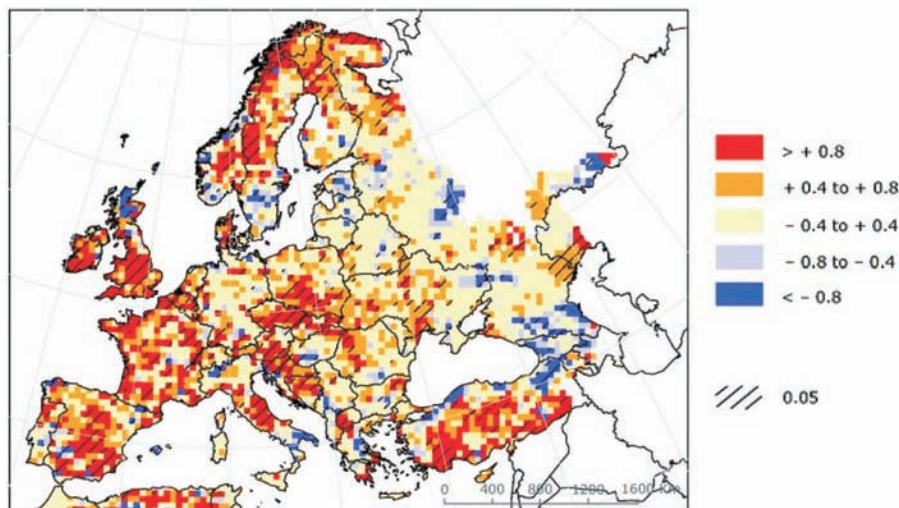 > + 0.8
+ 0.4 to + 0.8
− 0.4 to + 0.4
− 0.8 to − 0.4
< − 0.8
0.05
0 400 800 1200 1600 km